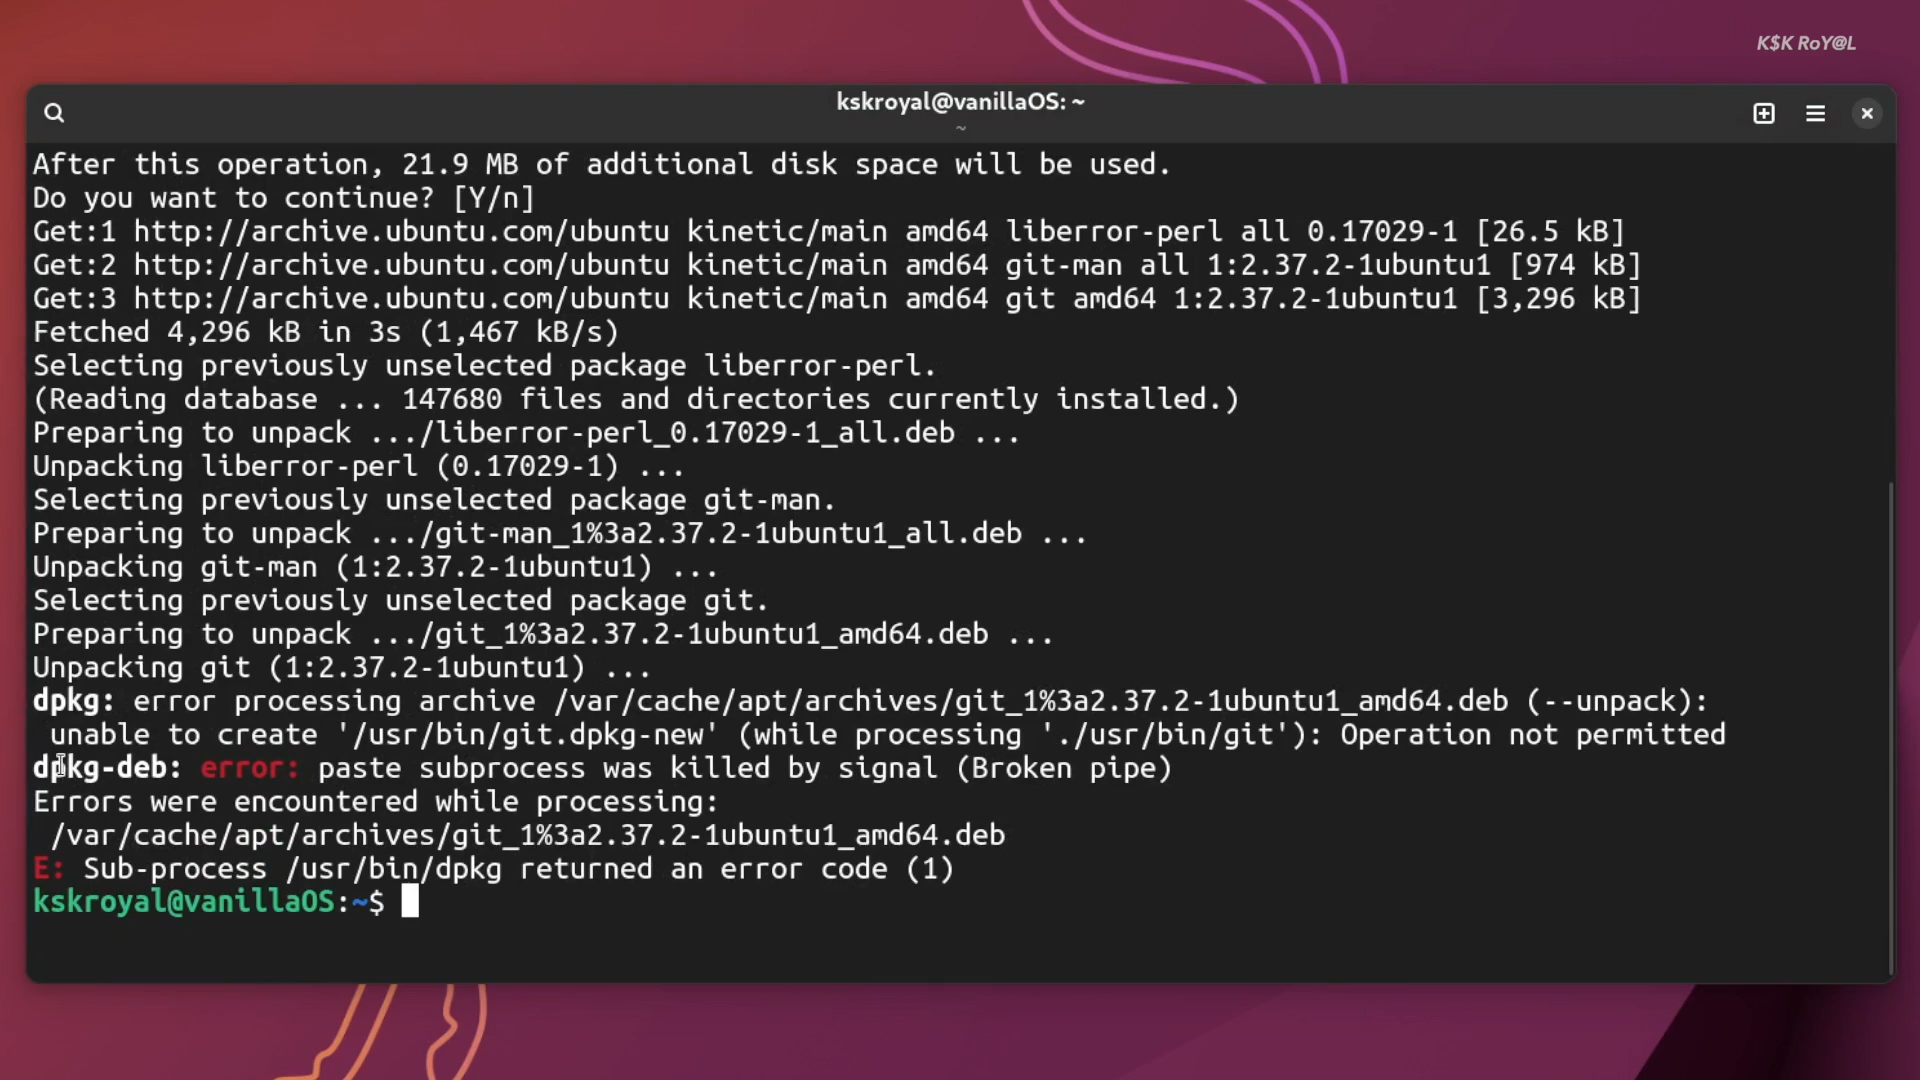 K$K RoY@L
kskroyal@vanillaOS: ~
~
After this operation, 21.9 MB of additional disk space will be used.
Do you want to continue? [Y/n]
Get:1 http://archive.ubuntu.com/ubuntu kinetic/main amd64 liberror-perl all 0.17029-1 [26.5 kB]
Get:2 http://archive.ubuntu.com/ubuntu kinetic/main amd64 git-man all 1:2.37.2-1ubuntu1 [974 kB]
Get:3 http://archive.ubuntu.com/ubuntu kinetic/main amd64 git amd64 1:2.37.2-1ubuntu1 [3,296 kB]
Fetched 4,296 kB in 3s (1,467 kB/s)
Selecting previously unselected package liberror-perl.
(Reading database ... 147680 files and directories currently installed.)
Preparing to unpack .../liberror-perl_0.17029-1_all.deb ...
Unpacking liberror-perl (0.17029-1) ...
Selecting previously unselected package git-man.
Preparing to unpack .../git-man_1%3a2.37.2-1ubuntu1_all.deb ...
Unpacking git-man (1:2.37.2-1ubuntu1) ...
Selecting previously unselected package git.
Preparing to unpack .../git_1%3a2.37.2-1ubuntu1_amd64.deb ...
Unpacking git (1:2.37.2-1ubuntu1) ...
dpkg: error processing archive /var/cache/apt/archives/git_1%3a2.37.2-1ubuntu1_amd64.deb (--unpack):
 unable to create '/usr/bin/git.dpkg-new' (while processing './usr/bin/git'): Operation not permitted
dpkg-deb: error: paste subprocess was killed by signal (Broken pipe)
Errors were encountered while processing:
 /var/cache/apt/archives/git_1%3a2.37.2-1ubuntu1_amd64.deb
E: Sub-process /usr/bin/dpkg returned an error code (1)
kskroyal@vanillaOS:~$